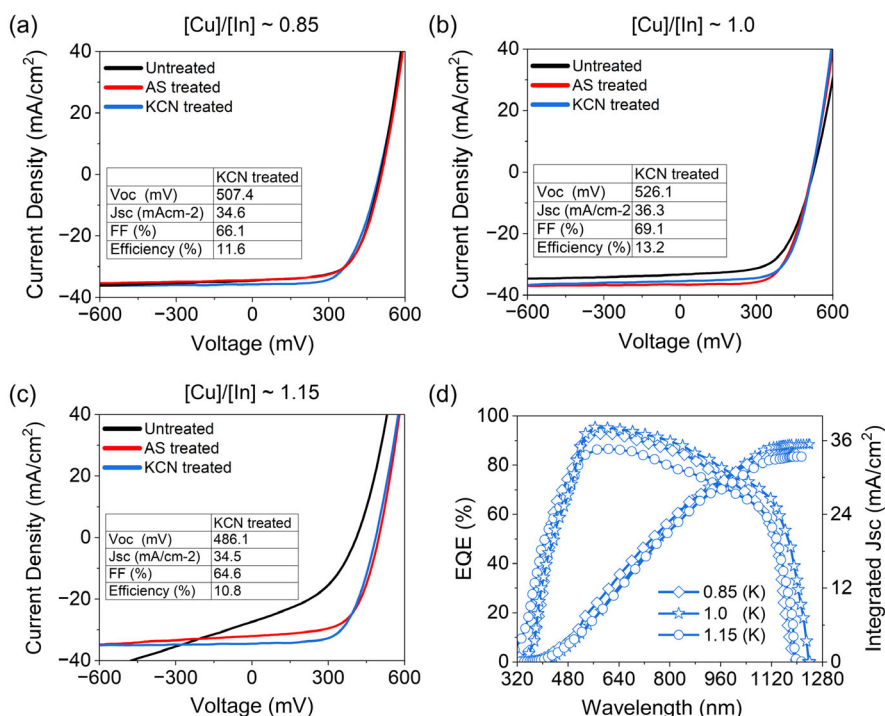 (a)
[Cu]/[In] ~ 0.85
Current Density (mA/cm²)
40
20
0
−20
−40
Untreated
AS treated
KCN treated
KCN treated
Voc (mV) 507.4
Jsc (mAcm-2) 34.6
FF (%) 66.1
Efficiency (%) 11.6
−600 −300 0 300 600
Voltage (mV)
(b)
[Cu]/[In] ~ 1.0
Current Density (mA/cm²)
40
20
0
−20
−40
Untreated
AS treated
KCN treated
KCN treated
Voc (mV) 526.1
Jsc (mA/cm-2 36.3
FF (%) 69.1
Efficiency (%) 13.2
−600 −300 0 300 600
Voltage (mV)
(c)
[Cu]/[In] ~ 1.15
Current Density (mA/cm²)
40
20
0
−20
−40
Untreated
AS treated
KCN treated
KCN treated
Voc (mV) 486.1
Jsc (mA/cm-2) 34.5
FF (%) 64.6
Efficiency (%) 10.8
−600 −300 0 300 600
Voltage (mV)
(d)
EQE (%)
100
80
60
40
20
0
0.85 (K)
1.0 (K)
1.15 (K)
36
24
12
0
Integrated Jsc (mA/cm²)
320 480 640 800 960 1120 1280
Wavelength (nm)